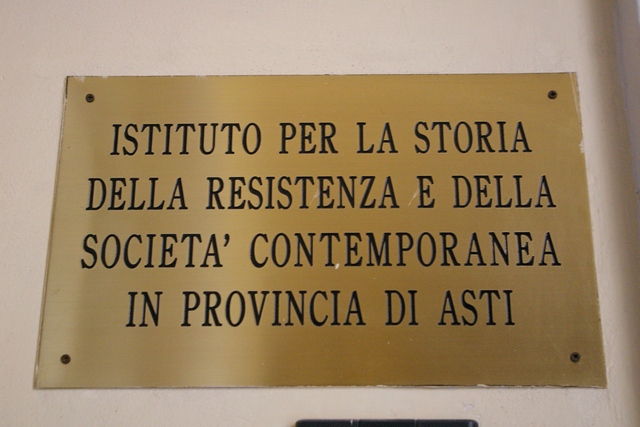 ISTITUTO PER LA STORIA
DELLA RESISTENZA E DELLA
SOCIETA' CONTEMPORANEA
IN PROVINCIA DI ASTI